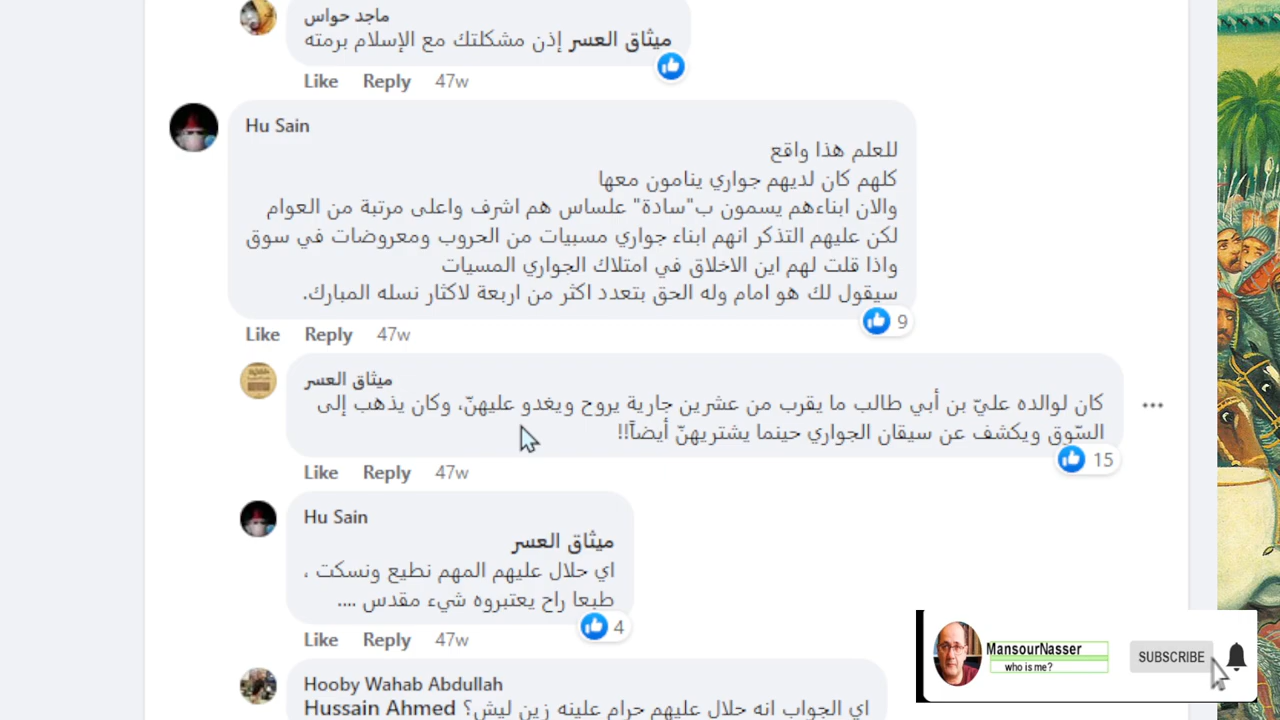 ماجد حواس
ميثاق العسر إذن مشكلتك مع الإسلام برمته
Like Reply 47w
Hu Sain
للعلم هذا واقع
كلهم كان لديهم جواري ينامون معها
والان ابناءهم يسمون ب"سادة" علساس هم اشرف واعلى مرتبة من العوام
لكن عليهم التذكر انهم ابناء جواري مسبيات من الحروب ومعروضات في سوق
واذا قلت لهم اين الاخلاق في امتلاك الجواري المسيات
سيقول لك هو امام وله الحق بتعدد اكثر من اربعة لاكثار نسله المبارك.
9
Like Reply 47w
ميثاق العسر
كان لوالده عليّ بن أبي طالب ما يقرب من عشرين جارية يروح ويغدو عليهنّ، وكان يذهب إلى
السّوق ويكشف عن سيقان الجواري حينما يشتريهنّ أيضاً!!
15
Like Reply 47w
Hu Sain
ميثاق العسر
اي حلال عليهم المهم نطيع ونسكت ،
طبعا راح يعتبروه شيء مقدس ....
4
Like Reply 47w
Hooby Wahab Abdullah
Hussain Ahmed اي الجواب انه حلال عليهم حرام علينه زين ليش؟
MansourNasser
who is me?
SUBSCRIBE